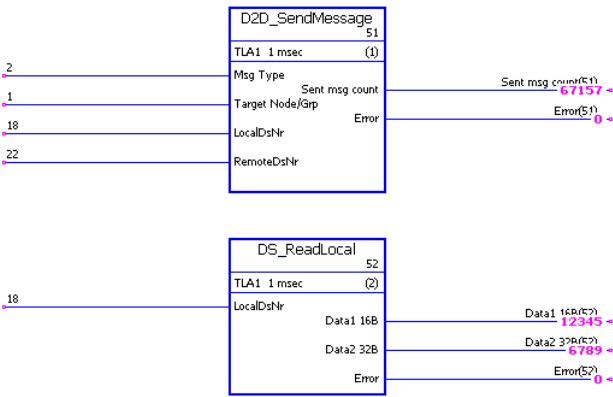 D2D_SendMessage
51
TLA1 1 msec (1)
2 Msg Type
Sent msg count Sent msg count(51)
67157
1 Target Node/Grp
Error Error(51)
0
18 LocalDsNr
22 RemoteDsNr
DS_ReadLocal
52
TLA1 1 msec (2)
18 LocalDsNr
Data1 16B Data1 16B(52)
12345
Data2 32B Data2 32B(52)
6789
Error Error(52)
0